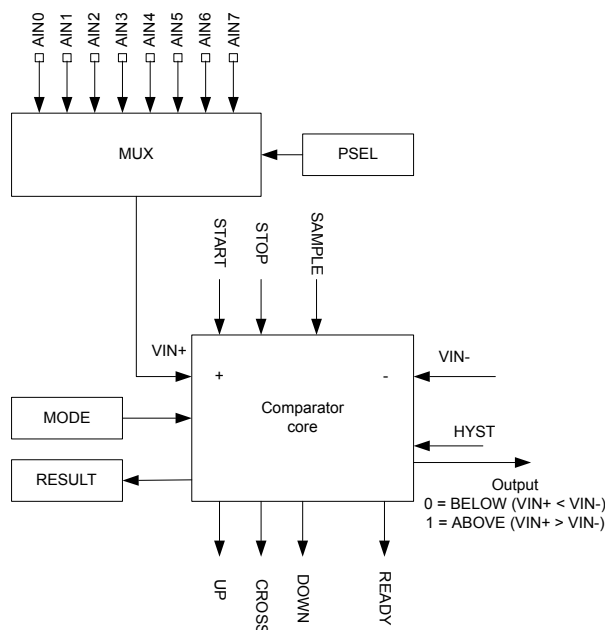 AIN0
AIN1
AIN2
AIN3
AIN4
AIN5
AIN6
AIN7
MUX
PSEL
START
STOP
SAMPLE
VIN+
VIN-
+
-
MODE
Comparator
core
HYST
RESULT
Output
0 = BELOW (VIN+ < VIN-)
1 = ABOVE (VIN+ > VIN-)
UP
CROSS
DOWN
READY